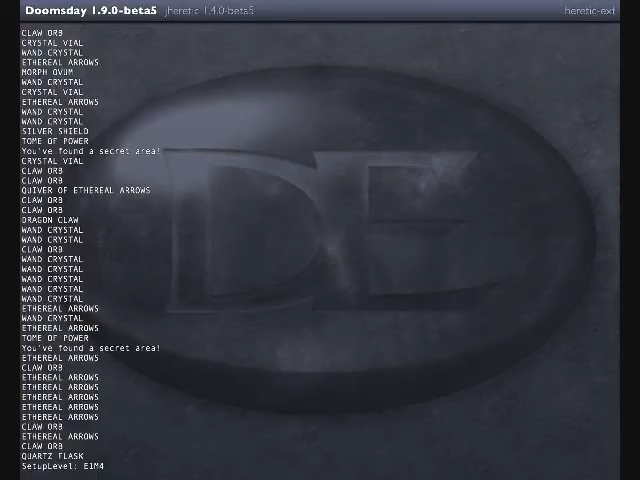 Doomsday 1.9.0-beta5 jheretic 1.4.0-beta5 heretic-ext
CLAW ORB
CRYSTAL VIAL
WAND CRYSTAL
ETHEREAL ARROWS
MORPH OVUM
WAND CRYSTAL
CRYSTAL VIAL
ETHEREAL ARROWS
WAND CRYSTAL
WAND CRYSTAL
SILVER SHIELD
TOME OF POWER
You've found a secret area!
CRYSTAL VIAL
CLAW ORB
CLAW ORB
QUIVER OF ETHEREAL ARROWS
CLAW ORB
CLAW ORB
DRAGON CLAW
WAND CRYSTAL
WAND CRYSTAL
CLAW ORB
WAND CRYSTAL
WAND CRYSTAL
WAND CRYSTAL
WAND CRYSTAL
WAND CRYSTAL
ETHEREAL ARROWS
WAND CRYSTAL
ETHEREAL ARROWS
TOME OF POWER
You've found a secret area!
ETHEREAL ARROWS
CLAW ORB
ETHEREAL ARROWS
ETHEREAL ARROWS
ETHEREAL ARROWS
ETHEREAL ARROWS
ETHEREAL ARROWS
CLAW ORB
ETHEREAL ARROWS
CLAW ORB
QUARTZ FLASK
SetupLevel: E1M4
DE